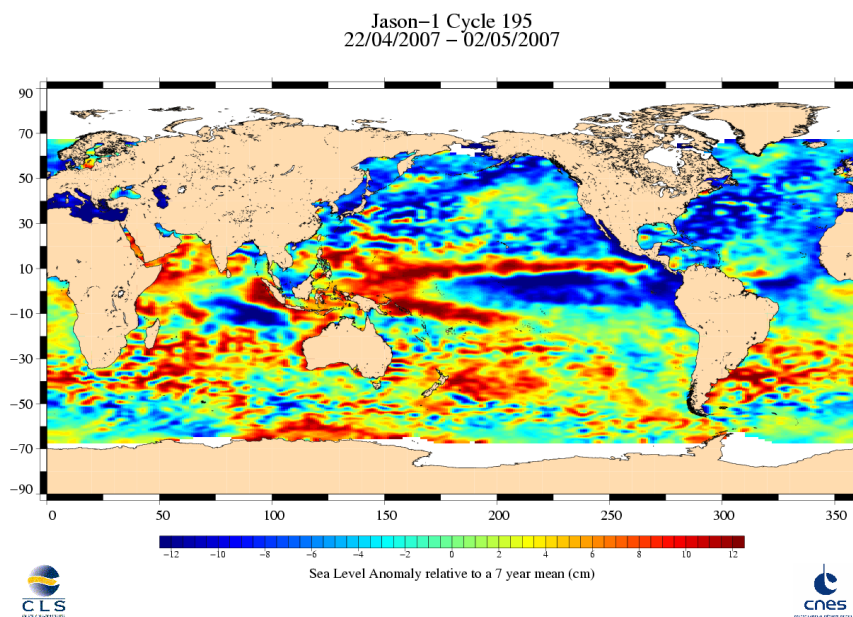 Jason−1 Cycle 195
22/04/2007 − 02/05/2007
90
70
50
30
10
−10
−30
−50
−70
−90
0 50 100 150 200 250 300 350
−12 −10 −8 −6 −4 −2 0 2 4 6 8 10 12
Sea Level Anomaly relative to a 7 year mean (cm)
CLS
cnes